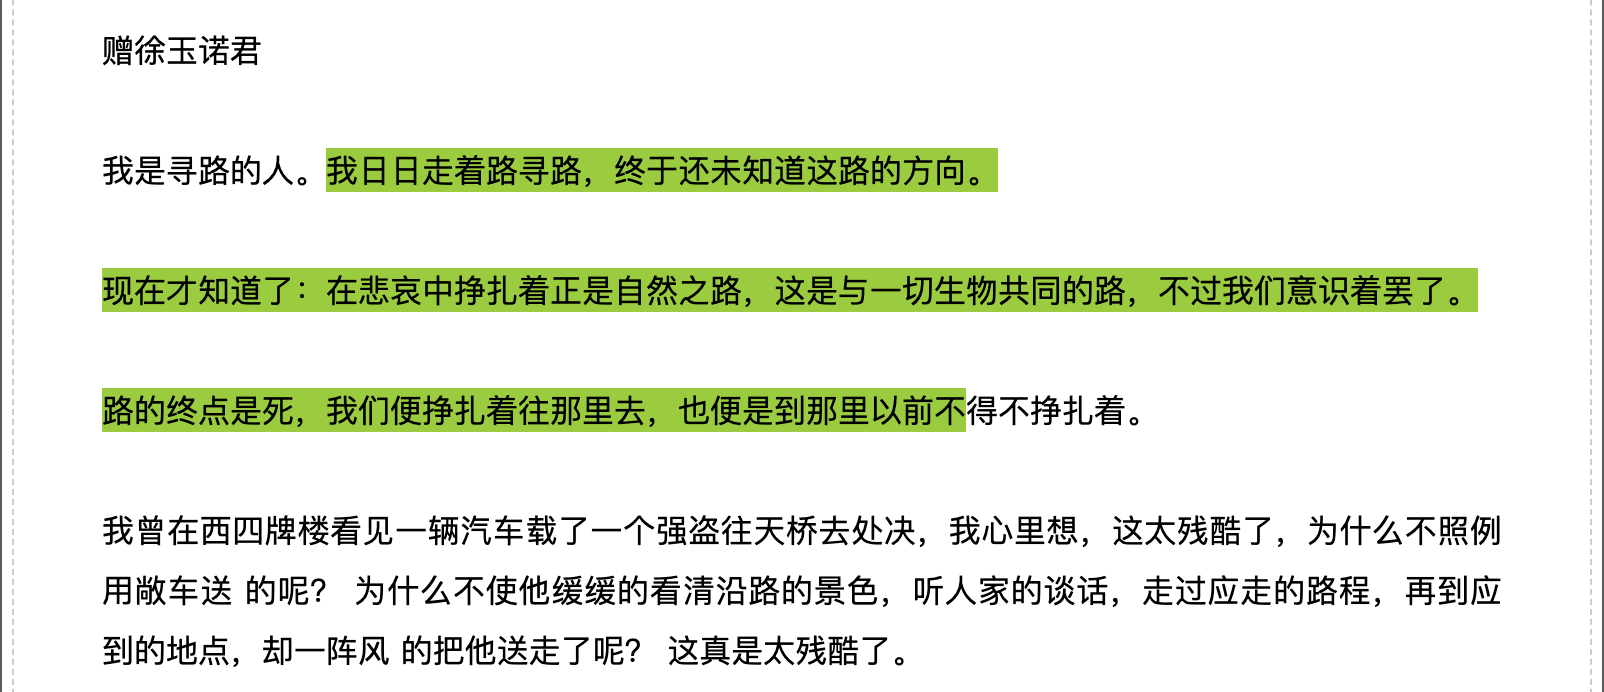 赠徐玉诺君
我是寻路的人。我日日走着路寻路，终于还未知道这路的方向。
现在才知道了：在悲哀中挣扎着正是自然之路，这是与一切生物共同的路，不过我们意识着罢了。
路的终点是死，我们便挣扎着往那里去，也便是到那里以前不得不挣扎着。
我曾在西四牌楼看见一辆汽车载了一个强盗往天桥去处决，我心里想，这太残酷了，为什么不照例
用敞车送 的呢？ 为什么不使他缓缓的看清沿路的景色，听人家的谈话，走过应走的路程，再到应
到的地点，却一阵风 的把他送走了呢？ 这真是太残酷了。